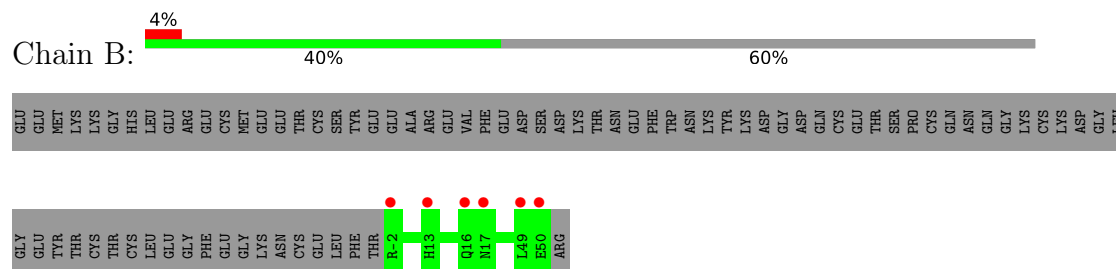 4%
Chain B:
40% 60%
GLU GLU MET LYS LYS GLY HIS LEU GLU ARG GLU CYS MET GLU GLU THR CYS SER TYR GLU GLU ALA ARG GLU VAL PHE GLU ASP SER ASP LYS THR ASN GLU PHE TRP ASN LYS TYR LYS ASP GLY ASP GLN CYS GLU THR SER PRO CYS GLN ASN GLN GLY LYS CYS LYS ASP GLY
GLY GLU TYR THR CYS THR CYS LEU GLU GLY PHE GLU GLY LYS ASN CYS GLU LEU PHE THR R-2 H13 Q16 N17 L49 E50 ARG